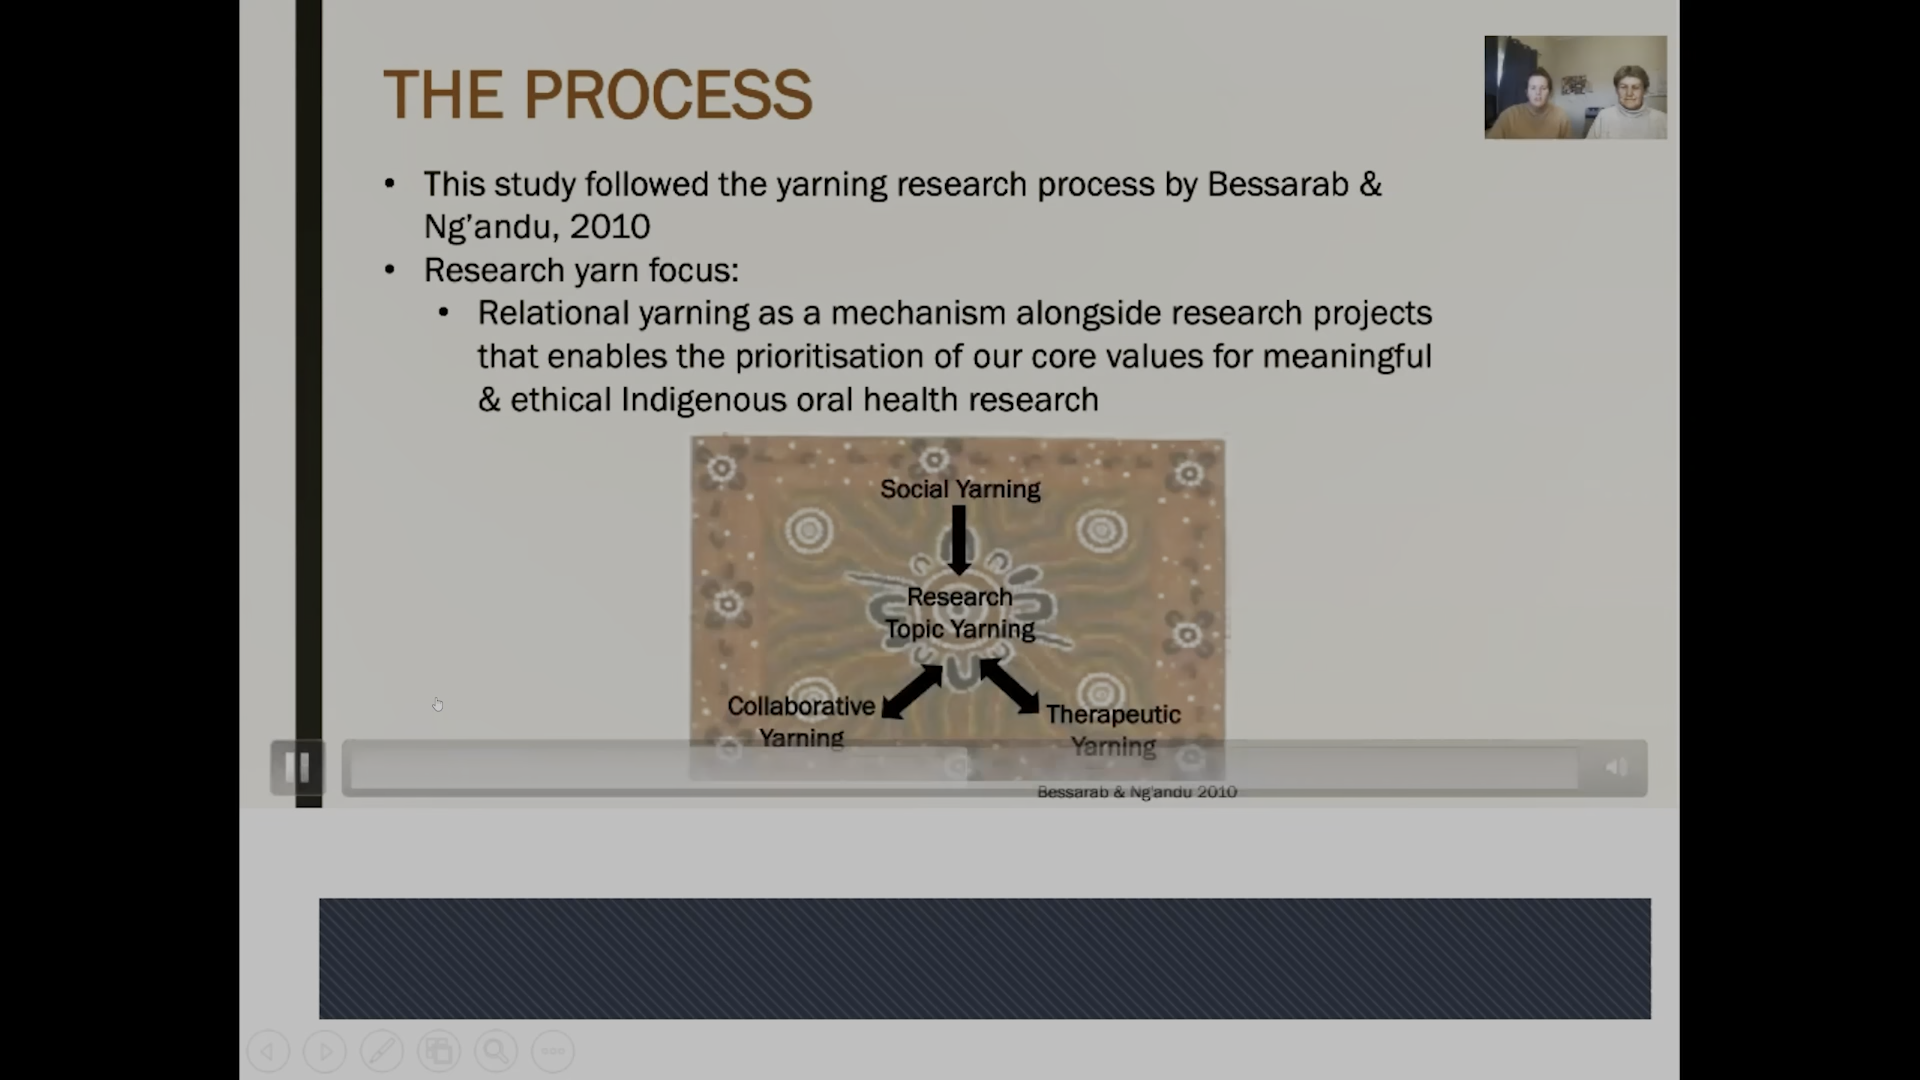 THE PROCESS
• This study followed the yarning research process by Bessarab &
Ng’andu, 2010
• Research yarn focus:
• Relational yarning as a mechanism alongside research projects
that enables the prioritisation of our core values for meaningful
& ethical Indigenous oral health research
Social Yarning
Research
Topic Yarning
Collaborative
Yarning
Therapeutic
Yarning
Bessarab & Ng'andu 2010